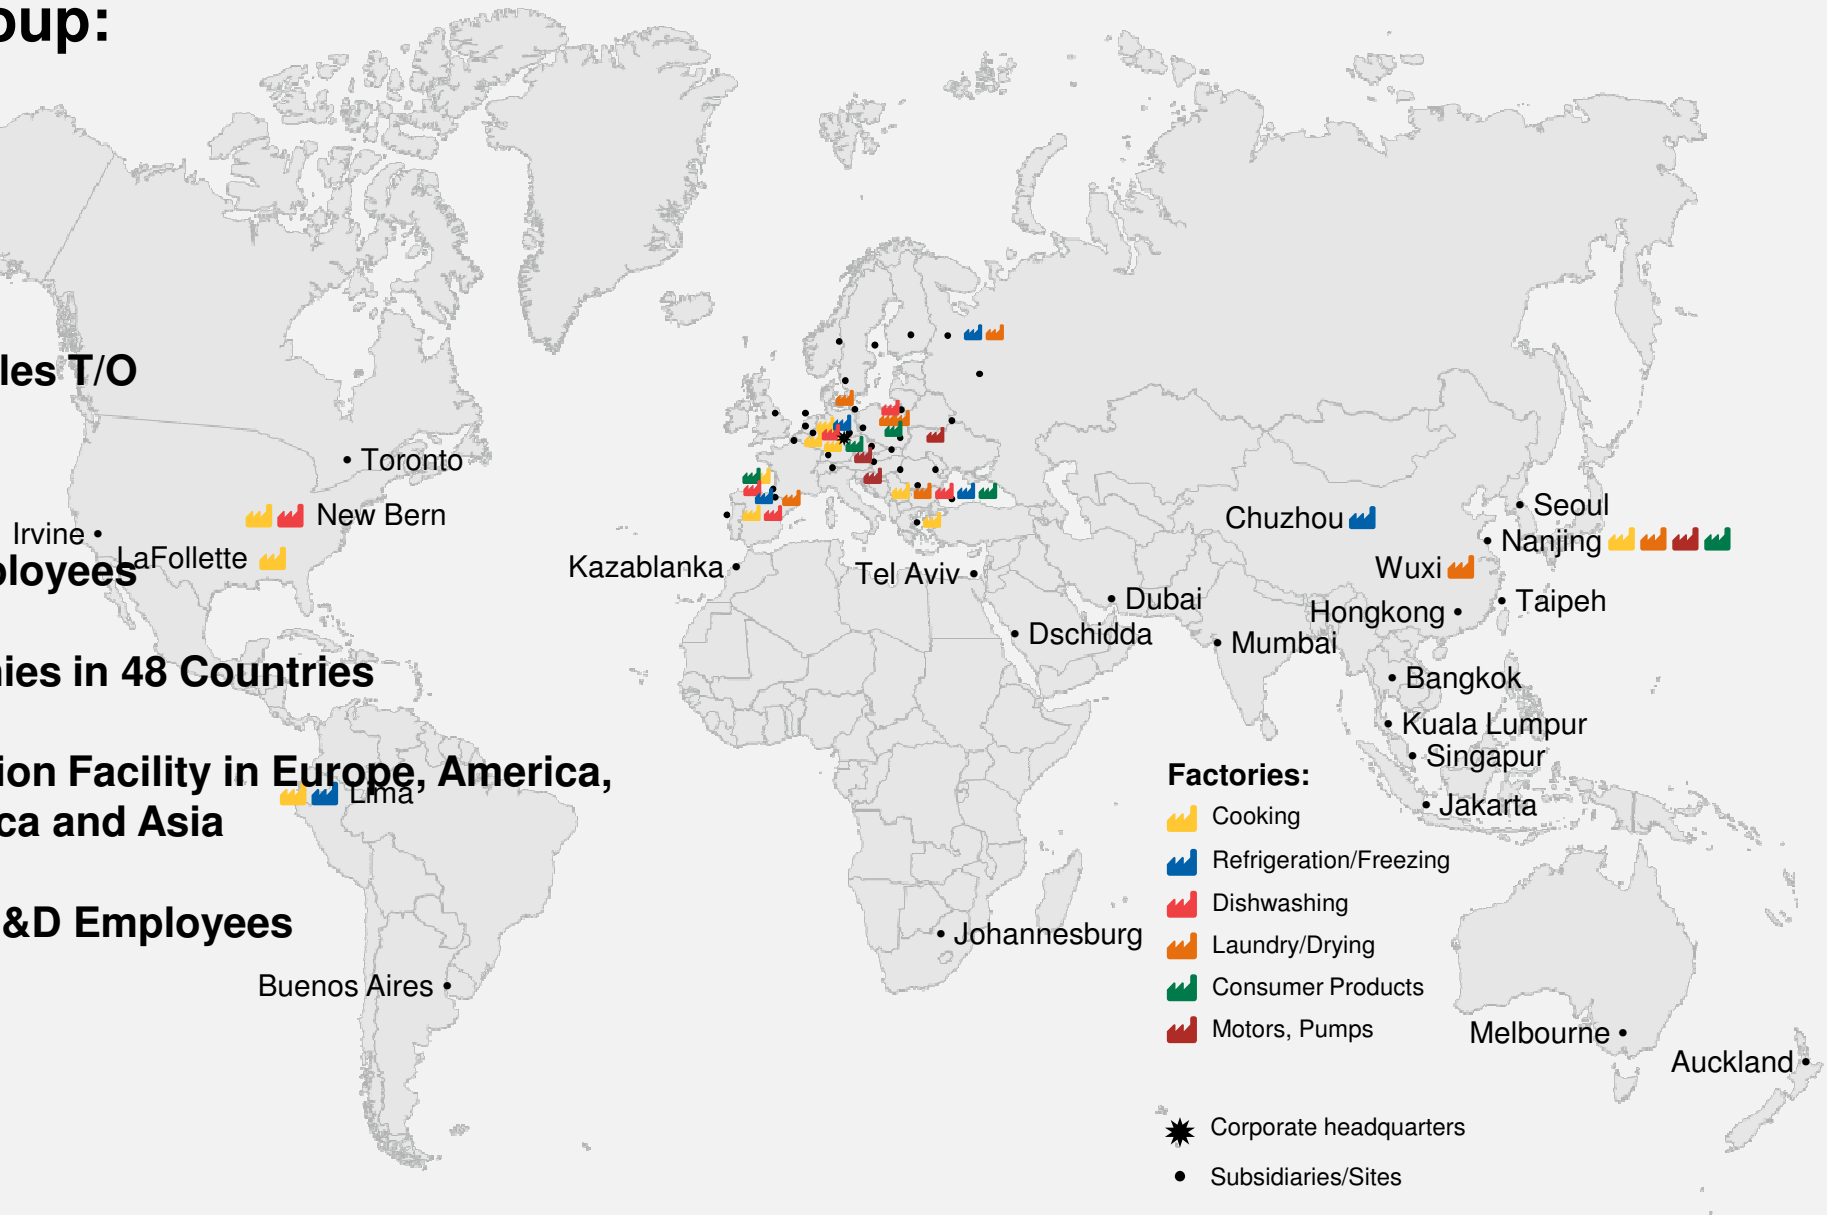 oup:
les T/O
ployees
nies in 48 Countries
ion Facility in Europe, America,
ca and Asia
&D Employees
Toronto
New Bern
Irvine
LaFollette
Lima
Buenos Aires
Kazablanka
Tel Aviv
Dubai
Dschidda
Mumbai
Johannesburg
Chuzhou
Seoul
Nanjing
Wuxi
Taipeh
Hongkong
Bangkok
Kuala Lumpur
Singapur
Jakarta
Melbourne
Auckland
Factories:
Cooking
Refrigeration/Freezing
Dishwashing
Laundry/Drying
Consumer Products
Motors, Pumps
Corporate headquarters
Subsidiaries/Sites